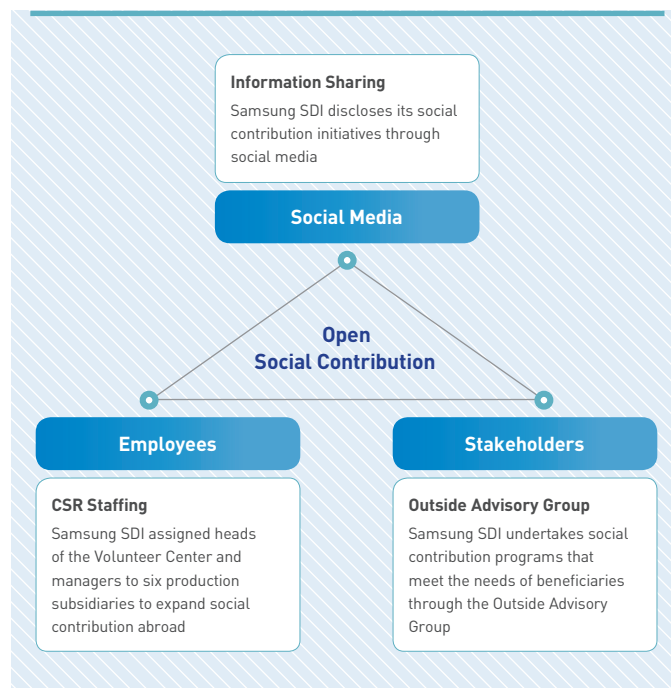 Information Sharing
Samsung SDI discloses its social
contribution initiatives through
social media
Social Media
Open
Social Contribution
Employees
CSR Staffing
Samsung SDI assigned heads
of the Volunteer Center and
managers to six production
subsidiaries to expand social
contribution abroad
Stakeholders
Outside Advisory Group
Samsung SDI undertakes social
contribution programs that
meet the needs of beneficiaries
through the Outside Advisory
Group